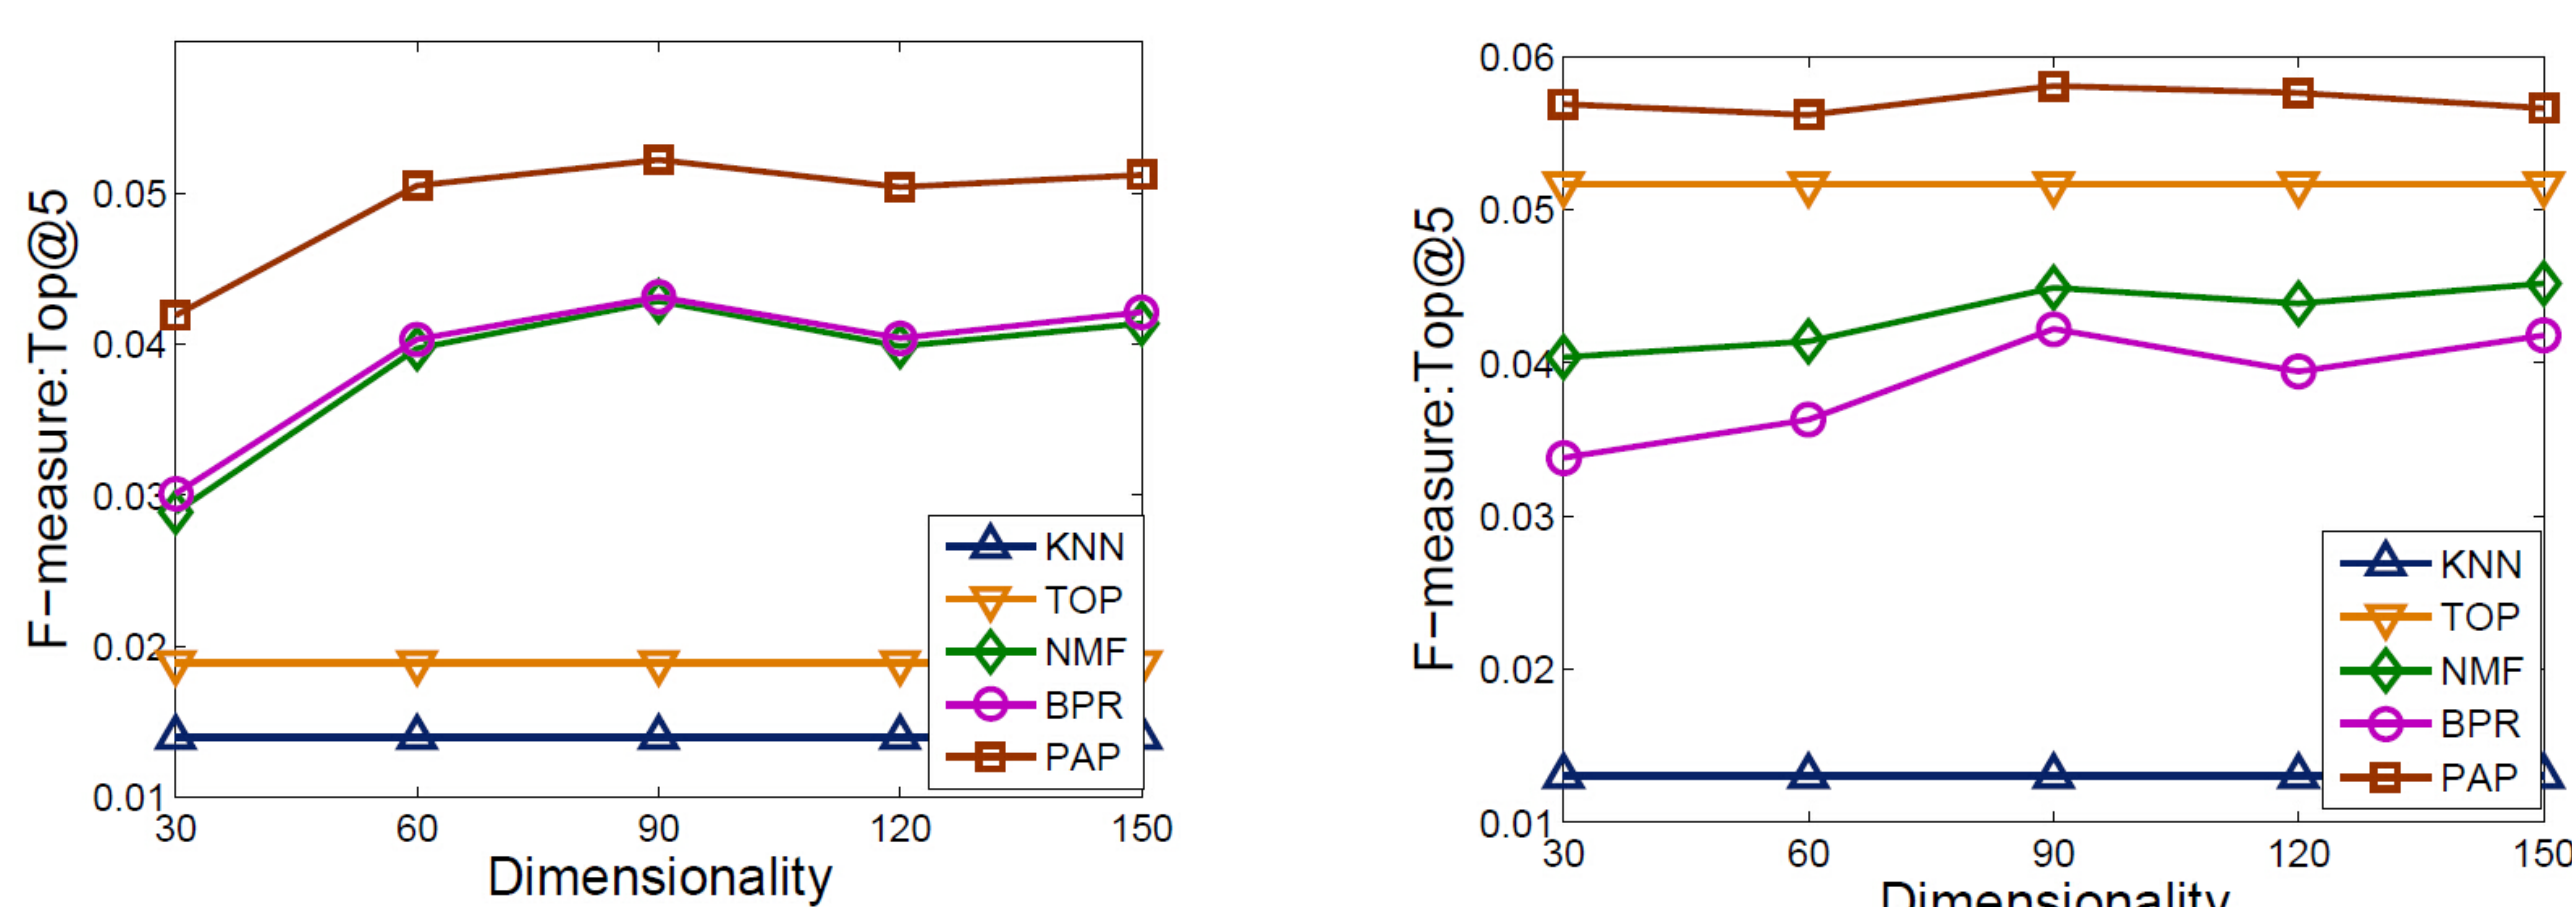 F-measure:Top@5
0.05
0.04
0.03
0.02
0.01
30 60 90 120 150
Dimensionality
KNN
TOP
NMF
BPR
PAP
F-measure:Top@5
0.06
0.05
0.04
0.03
0.02
0.01
30 60 90 120 150
Dimensionality
KNN
TOP
NMF
BPR
PAP